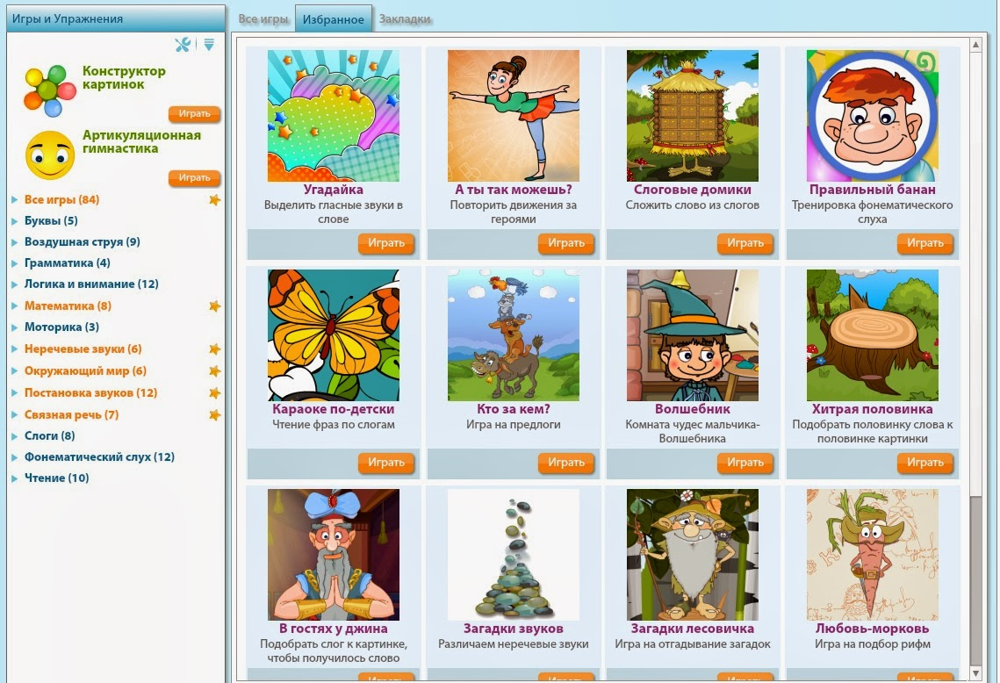 Игры и Упражнения
Все игры
Избранное
Закладки
Конструктор
картинок
Играть
Артикуляционная
гимнастика
Играть
Все игры (84)
Буквы (5)
Воздушная струя (9)
Грамматика (4)
Логика и внимание (12)
Математика (8)
Моторика (3)
Неречевые звуки (6)
Окружающий мир (6)
Постановка звуков (12)
Связная речь (7)
Слоги (8)
Фонематический слух (12)
Чтение (10)
Угадайка
Выделить гласные звуки в
слове
Играть
А ты так можешь?
Повторить движения за
героями
Играть
Слоговые домики
Сложить слово из слогов
Играть
Правильный банан
Тренировка фонематического
слуха
Играть
Караоке по-детски
Чтение фраз по слогам
Играть
Кто за кем?
Игра на предлоги
Играть
Волшебник
Комната чудес мальчика-
Волшебника
Играть
Хитрая половинка
Подобрать половинку слова к
половинке картинки
Играть
В гостях у джина
Подобрать слог к картинке,
чтобы получилось слово
Играть
Загадки звуков
Различаем неречевые звуки
Играть
Загадки лесовичка
Игра на отгадывание загадок
Играть
Любовь-морковь
Игра на подбор рифм
Играть